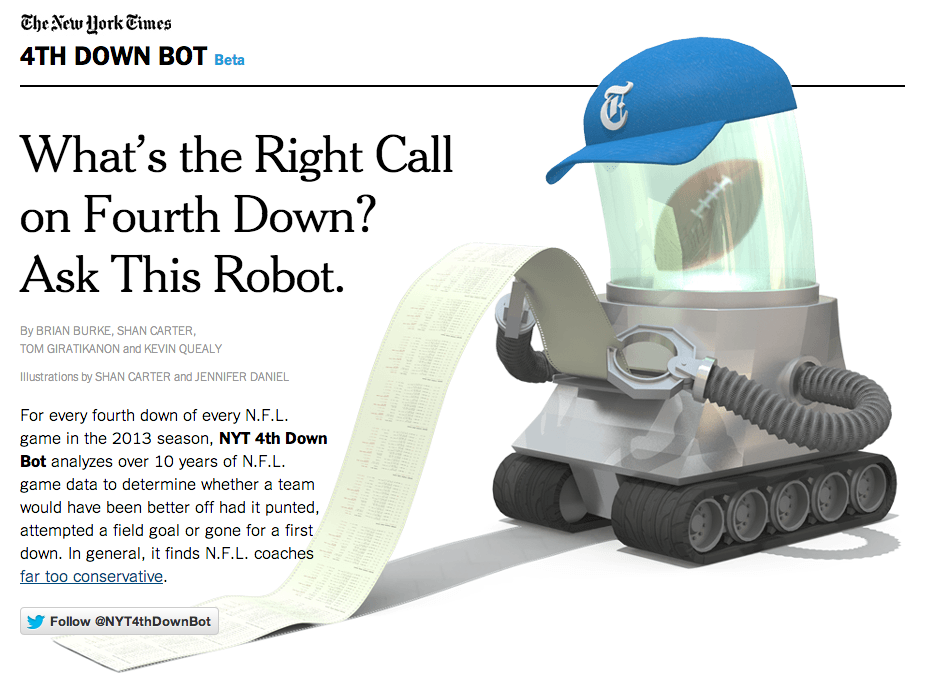 The New York Times
4TH DOWN BOT Beta
What's the Right Call
on Fourth Down?
Ask This Robot.
By BRIAN BURKE, SHAN CARTER,
TOM GIRATIKANON and KEVIN QUEALY
Illustrations by SHAN CARTER and JENNIFER DANIEL
For every fourth down of every N.F.L.
game in the 2013 season, NYT 4th Down
Bot analyzes over 10 years of N.F.L.
game data to determine whether a team
would have been better off had it punted,
attempted a field goal or gone for a first
down. In general, it finds N.F.L. coaches
far too conservative.
Follow @NYT4thDownBot
T